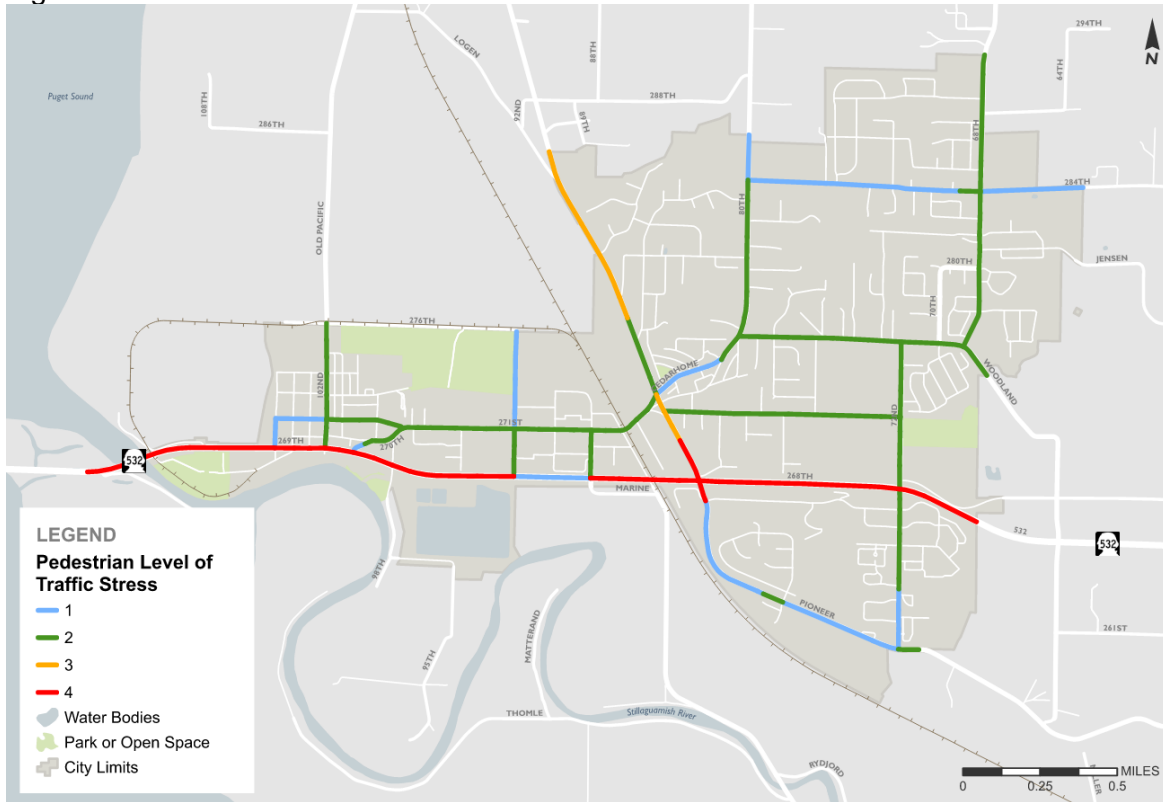 294TH
LOGEN
88TH
64TH
N
Puget Sound
108TH
92ND
89TH
288TH
68TH
286TH
284TH
OLD PACIFIC
80TH
280TH
JENSEN
70TH
276TH
WOODLAND
102ND
CEDARHOME
271ST
72ND
269TH
270TH
532
268TH
MARINE
532
532
LEGEND
Pedestrian Level of
Traffic Stress
1
2
3
4
Water Bodies
Park or Open Space
City Limits
98TH
PIONEER
MATTERAND
261ST
95TH
THOMLE
Stillaguamish River
RYDJORD
MILLER
MILES
0
0.25
0.5